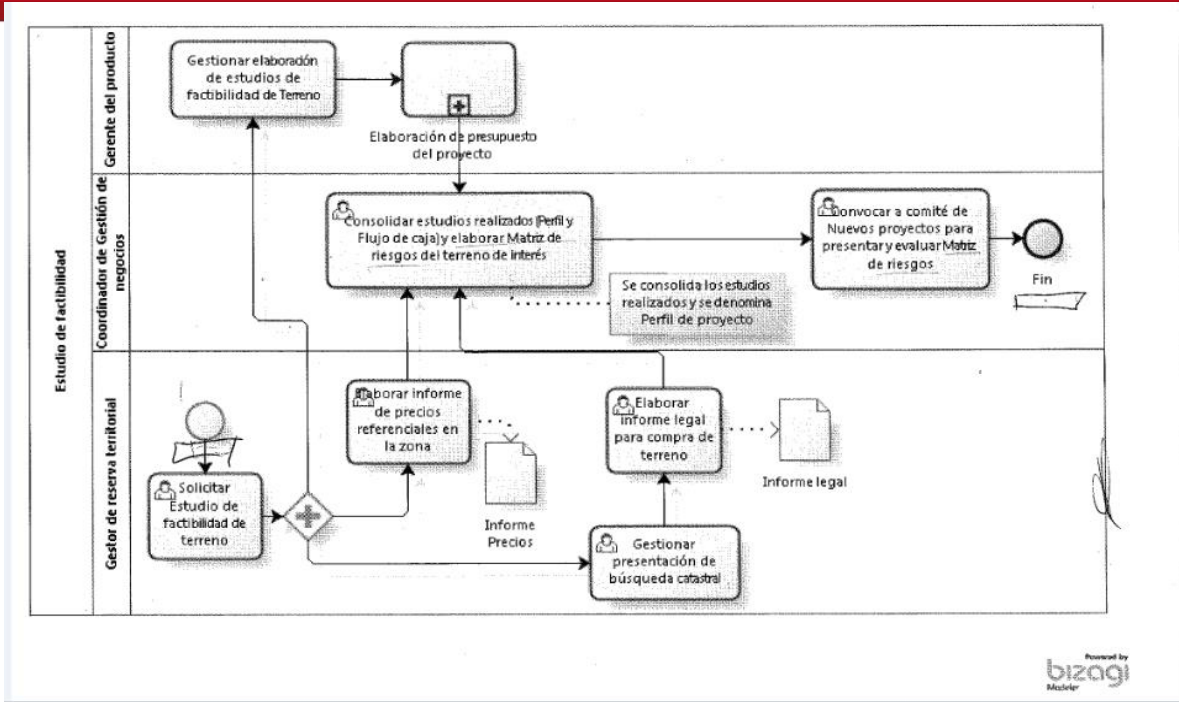 Estudio de factibilidad
Gerente del producto
Gestionar elaboración
de estudios de
factibilidad de Terreno
Elaboración de presupuesto
del proyecto
Coordinador de Gestión de
negocios
Consolidar estudios realizados (Perfil y
Flujo de caja) y elaborar Matriz de
riesgos del terreno de interés
Se consolida los estudios
realizados y se denomina
Perfil de proyecto
Convocar a comité de
Nuevos proyectos para
presentar y evaluar Matriz
de riesgos
Fin
Gestor de reserva territorial
Solicitar
Estudio de
factibilidad de
terreno
Elaborar informe
de precios
referenciales en
la zona
Informe
Precios
Elaborar
informe legal
para compra de
terreno
Informe legal
Gestionar
presentación de
búsqueda catastral
Powered by
bizagi
Modeler